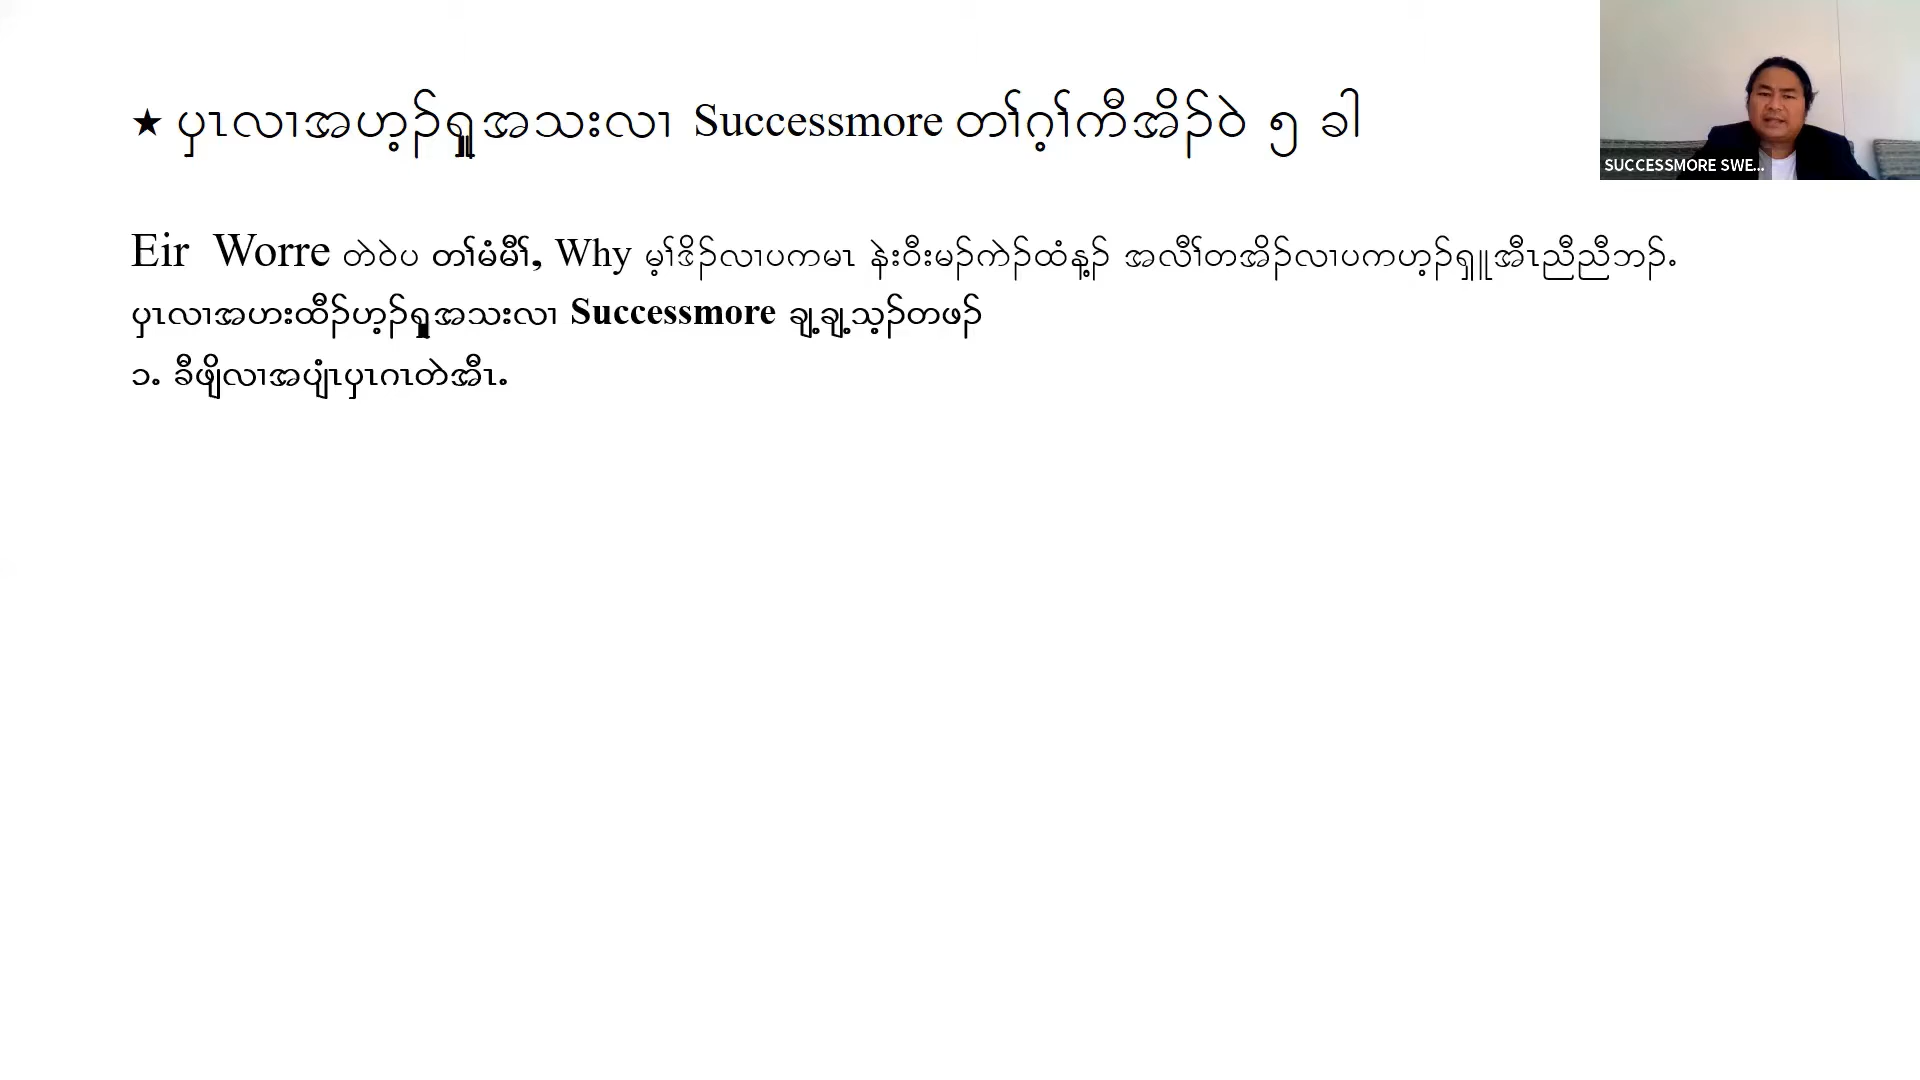 ★ ပှၤလၢအဟ့ၣ်ရှူအသးလၢ Successmore တၢ်ဂ့ၢ်ကီအိၣ်ဝဲ ၅ ခါ
SUCCESSMORE SWE...
Eir Worre တဲဝဲပ တၢ်မံမီၢ်, Why မ့ၢ်ဒိၣ်လၢပကမၤ နဲးဝီးမၣ်ကဲၣ်ထံန့ၣ် အလီၢ်တအိၣ်လၢပကဟ့ၣ်ရှူအီၤညီညီဘၣ်.
ပှၤလၢအဟးထီၣ်ဟ့ၣ်ရှူအသးလၢ Successmore ချ့ချ့သ့ၣ်တဖၣ်
၁. ခီဖျိလၢအပျံၤပှၤဂၤတဲအီၤ.